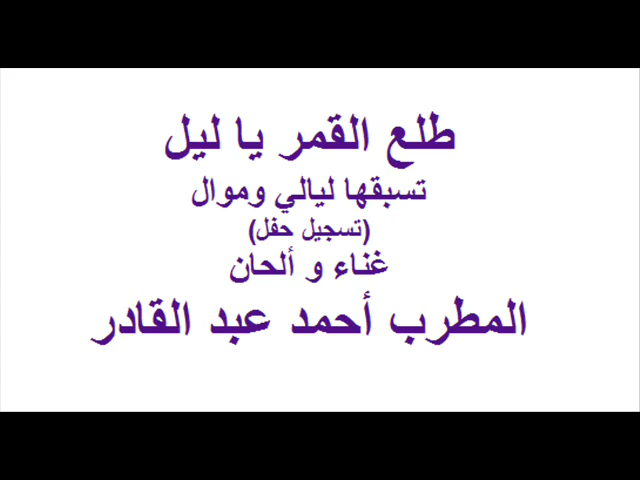 طلع القمر يا ليل
تسبقها ليالي وموال
(تسجيل حفل)
غناء و ألحان
المطرب أحمد عبد القادر